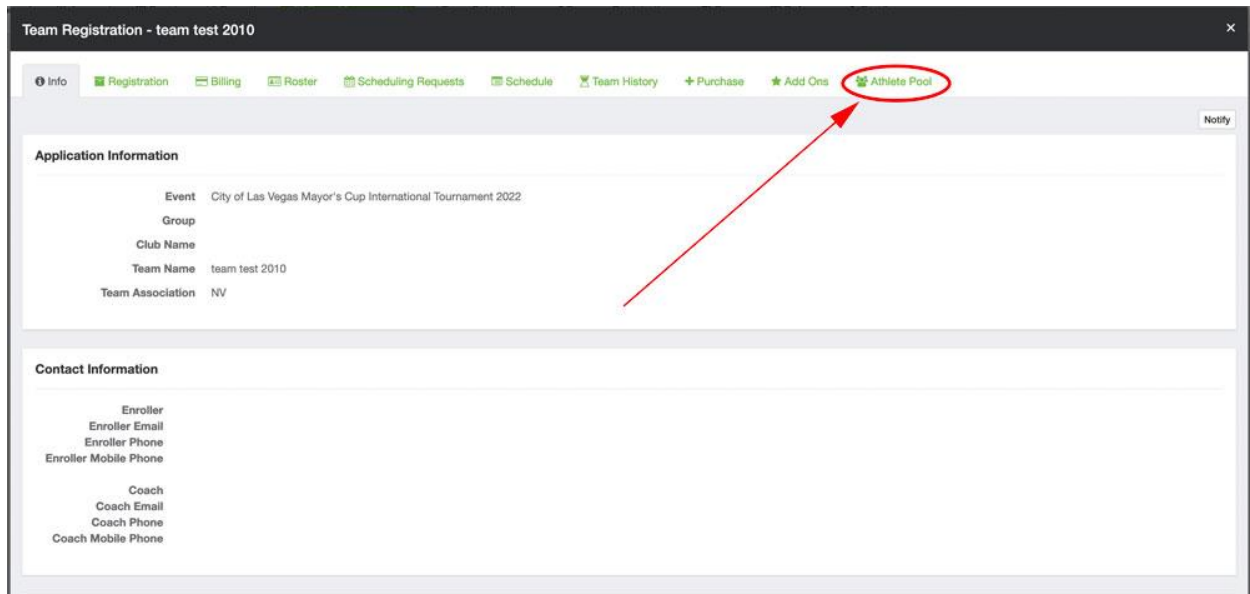 Team Registration - team test 2010 ×
Info Registration Billing Roster Scheduling Requests Schedule Team History + Purchase Add Ons Athlete Pool
Notify
Application Information
Event City of Las Vegas Mayor's Cup International Tournament 2022
Group
Club Name
Team Name team test 2010
Team Association NV
Contact Information
Enroller
Enroller Email
Enroller Phone
Enroller Mobile Phone
Coach
Coach Email
Coach Phone
Coach Mobile Phone